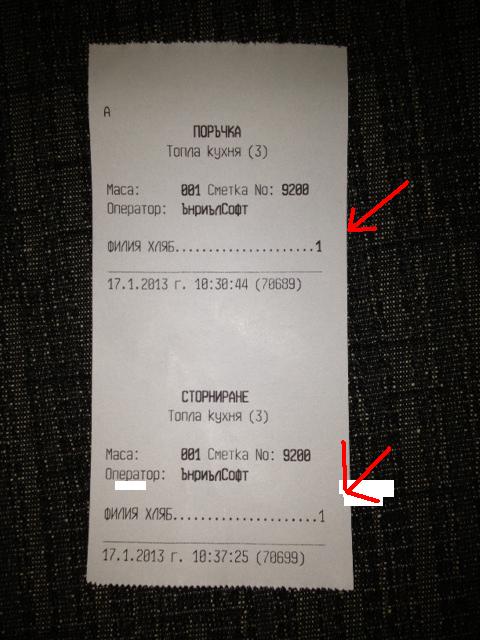 А
ПОРЪЧКА
Топла кухня (3)
Маса: 001 Сметка No: 9200
Оператор: ЪнриълСофт
ФИЛИЯ ХЛЯБ.....................1
17.1.2013 г. 10:30:44 (70689)
СТОРНИРАНЕ
Топла кухня (3)
Маса: 001 Сметка No: 9200
Оператор: ЪнриълСофт
ФИЛИЯ ХЛЯБ.....................1
17.1.2013 г. 10:37:25 (70699)